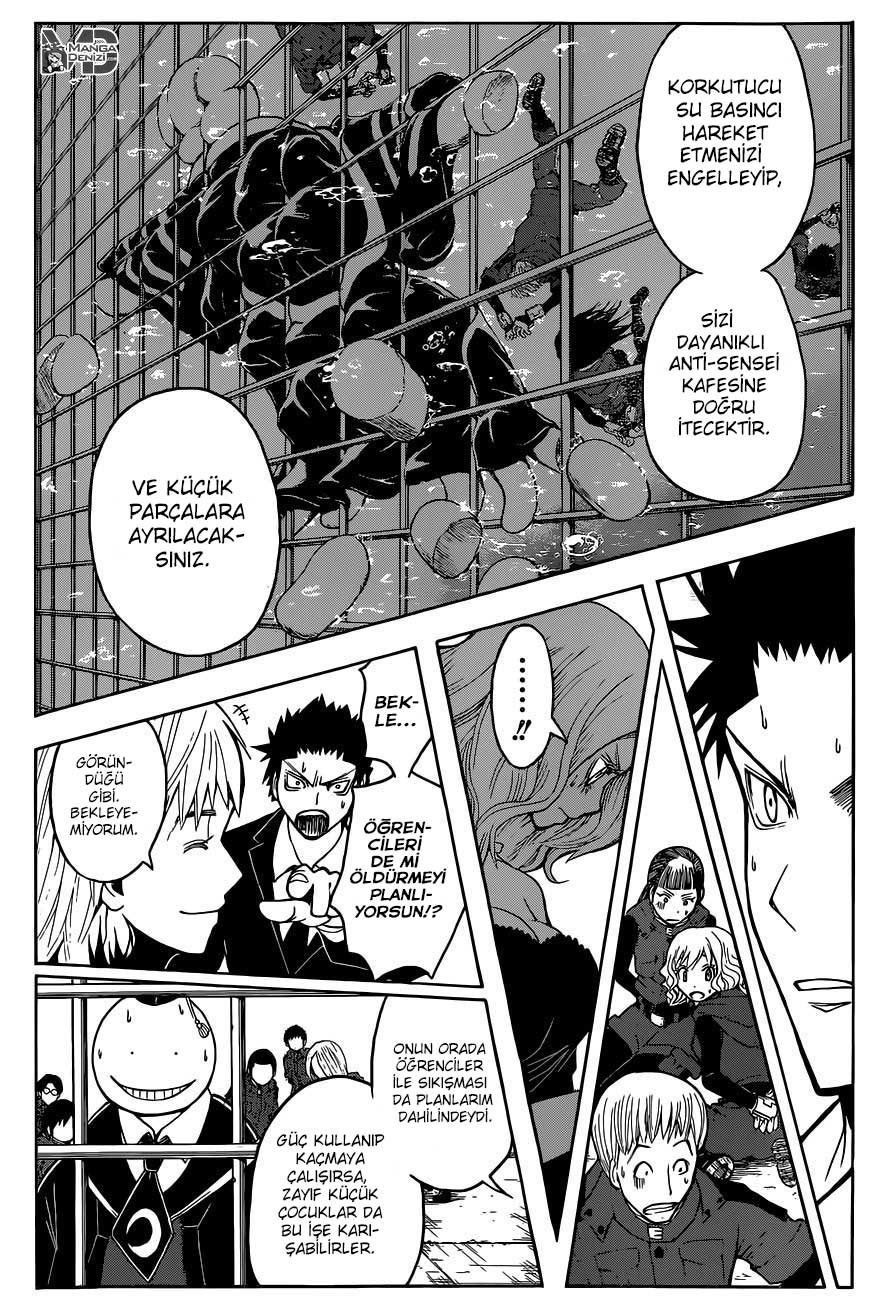 MD
MANGA
DENİZİ
KORKUTUCU
SU BASINCI
HAREKET
ETMENİZİ
ENGELLEYİP,
SİZİ
DAYANIKLI
ANTİ-SENSEİ
KAFESİNE
DOĞRU
İTECEKTİR.
VE KÜÇÜK
PARÇALARA
AYRILACAK-
SINIZ.
......!!
BEK-
LE...
ÖĞREN-
CİLERİ
DE Mİ
ÖLDÜRMEYİ
PLANLI-
YORSUN!?
GÖRÜN-
DÜĞÜ
GİBİ.
BEKLEYE-
MİYORUM.
ONUN ORADA
ÖĞRENCİLER
İLE SIKIŞMASI
DA PLANLARIM
DAHİLİNDEYDİ.
GÜÇ KULLANIP
KAÇMAYA
ÇALIŞIRSA,
ZAYIF KÜÇÜK
ÇOCUKLAR DA
BU İŞE KARI-
ŞABİLİRLER.